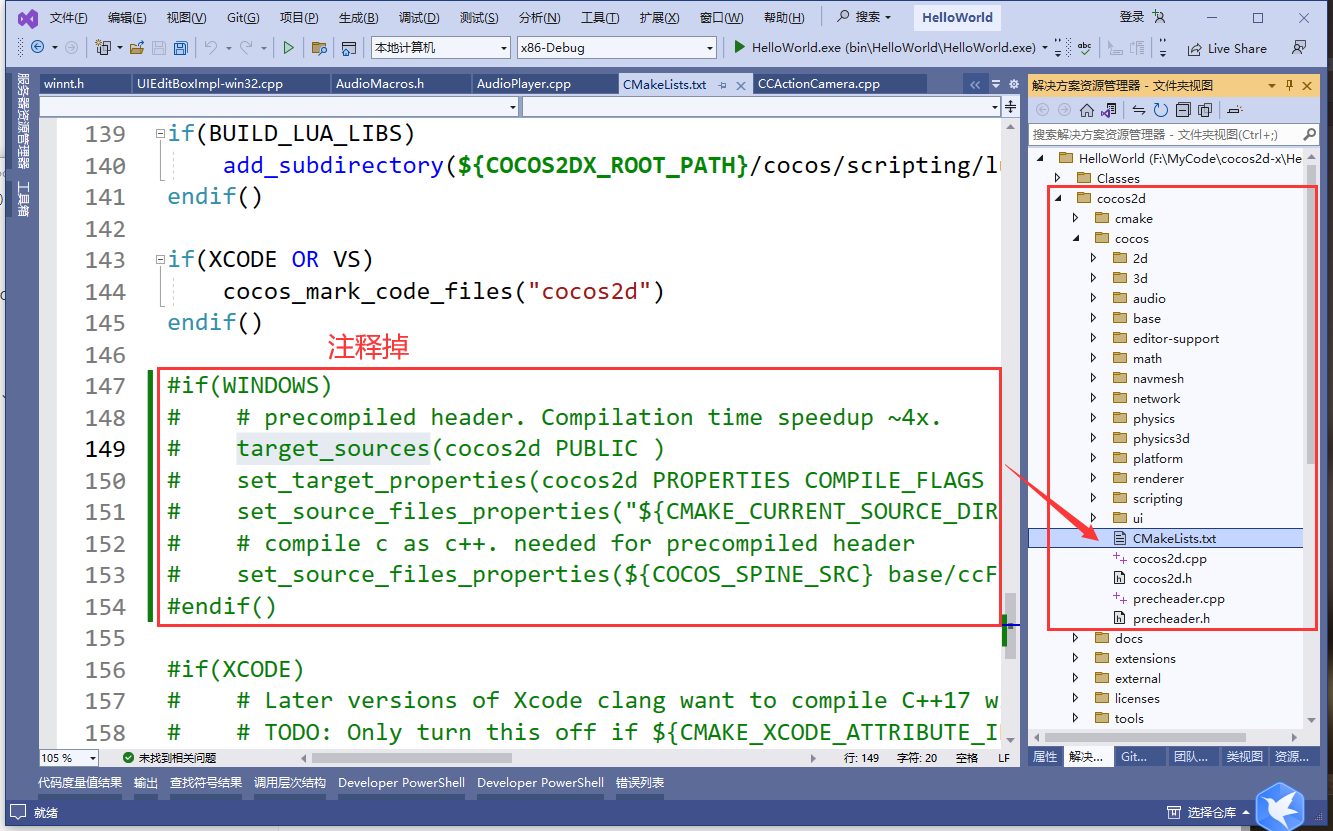 文件(F) 编辑(E) 视图(V) Git(G) 项目(P) 生成(B) 调试(D) 测试(S) 分析(N) 工具(T) 扩展(X) 窗口(W) 帮助(H) 搜索 HelloWorld 登录
本地计算机 x86-Debug HelloWorld.exe (bin\HelloWorld\HelloWorld.exe) abc Live Share
服务器资源管理器
工具箱
winnt.h UIEditBoxImpl-win32.cpp AudioMacros.h AudioPlayer.cpp CMakeLists.txt CCActionCamera.cpp
139 if(BUILD_LUA_LIBS)
140 add_subdirectory(${COCOS2DX_ROOT_PATH}/cocos/scripting/lu
141 endif()
142
143 if(XCODE OR VS)
144 cocos_mark_code_files("cocos2d")
145 endif()
146
注释掉
147 #if(WINDOWS)
148 # # precompiled header. Compilation time speedup ~4x.
149 # target_sources(cocos2d PUBLIC )
150 # set_target_properties(cocos2d PROPERTIES COMPILE_FLAGS
151 # set_source_files_properties("${CMAKE_CURRENT_SOURCE_DIR
152 # # compile c as c++. needed for precompiled header
153 # set_source_files_properties(${COCOS_SPINE_SRC} base/ccF
154 #endif()
155
156 #if(XCODE)
157 # # Later versions of Xcode clang want to compile C++17 w
158 # # TODO: Only turn this off if ${CMAKE_XCODE_ATTRIBUTE_I
105 % 未找到相关问题 行: 149 字符: 20 空格 LF
代码度量值结果 输出 查找符号结果 调用层次结构 Developer PowerShell Developer PowerShell 错误列表
解决方案资源管理器 - 文件夹视图
搜索解决方案资源管理器 - 文件夹视图(Ctrl+;)
HelloWorld (F:\MyCode\cocos2d-x\He
Classes
cocos2d
cmake
cocos
2d
3d
audio
base
editor-support
math
navmesh
network
physics
physics3d
platform
renderer
scripting
ui
CMakeLists.txt
cocos2d.cpp
cocos2d.h
precheader.cpp
precheader.h
docs
extensions
external
licenses
tools
属性 解决... Git... 团队... 类视图 资源...
就绪 选择仓库